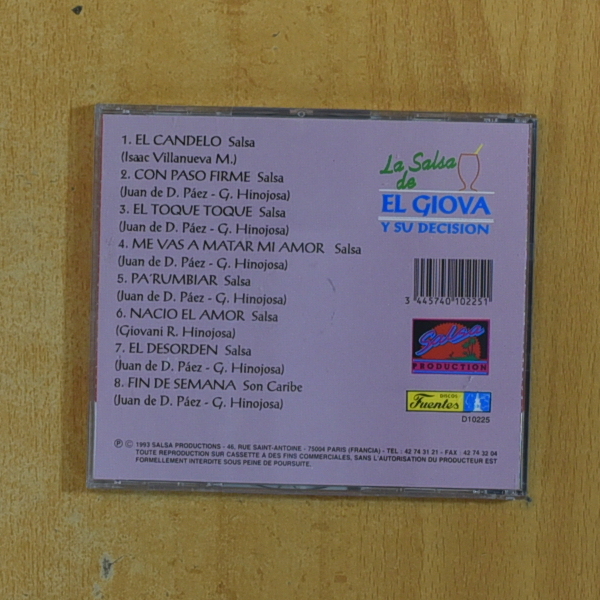 1. EL CANDELO Salsa
(Isaac Villanueva M.)
2. CON PASO FIRME Salsa
(Juan de D. Páez - G. Hinojosa)
3. EL TOQUE TOQUE Salsa
(Juan de D. Páez - G. Hinojosa)
4. ME VAS A MATAR MI AMOR Salsa
(Juan de D. Páez - G. Hinojosa)
5. PA'RUMBIAR Salsa
(Juan de D. Páez - G. Hinojosa)
6. NACIO EL AMOR Salsa
(Giovani R. Hinojosa)
7. EL DESORDEN Salsa
(Juan de D. Páez - G. Hinojosa)
8. FIN DE SEMANA Son Caribe
(Juan de D. Páez - G. Hinojosa)
La Salsa
de
EL GIOVA
Y SU DECISION
3 445740 102251
Salsa
PRODUCTION
DISCOS
Fuentes
D10225
℗ © 1993 SALSA PRODUCTIONS - 46, RUE SAINT-ANTOINE - 75004 PARIS (FRANCIA) - TEL : 42 74 31 21 - FAX : 42 74 32 04
TOUTE REPRODUCTION SUR CASSETTE A DES FINS COMMERCIALES, SANS L'AUTORISATION DU PRODUCTEUR EST
FORMELLEMENT INTERDITE SOUS PEINE DE POURSUITE.